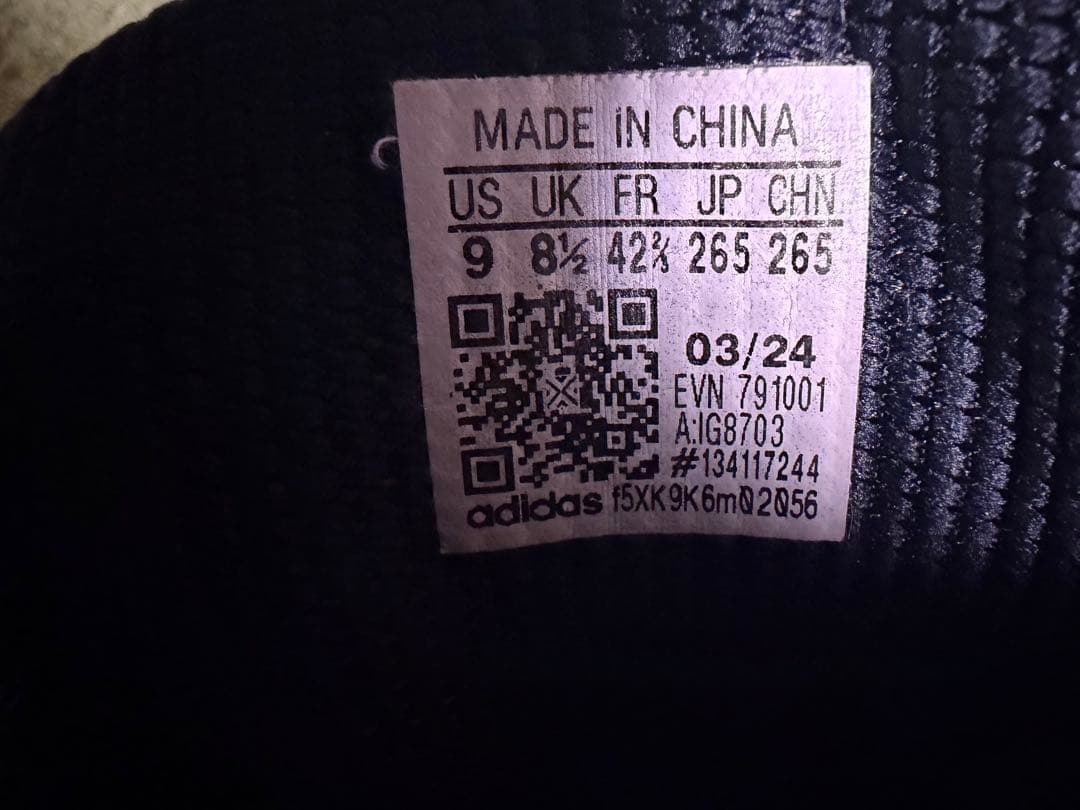 MADE IN CHINA
US UK FR JP CHN
9 8½ 42⅔ 265 265
03/24
EVN 791001
A:IG8703
#134117244
adidas f5XK9K6m02056